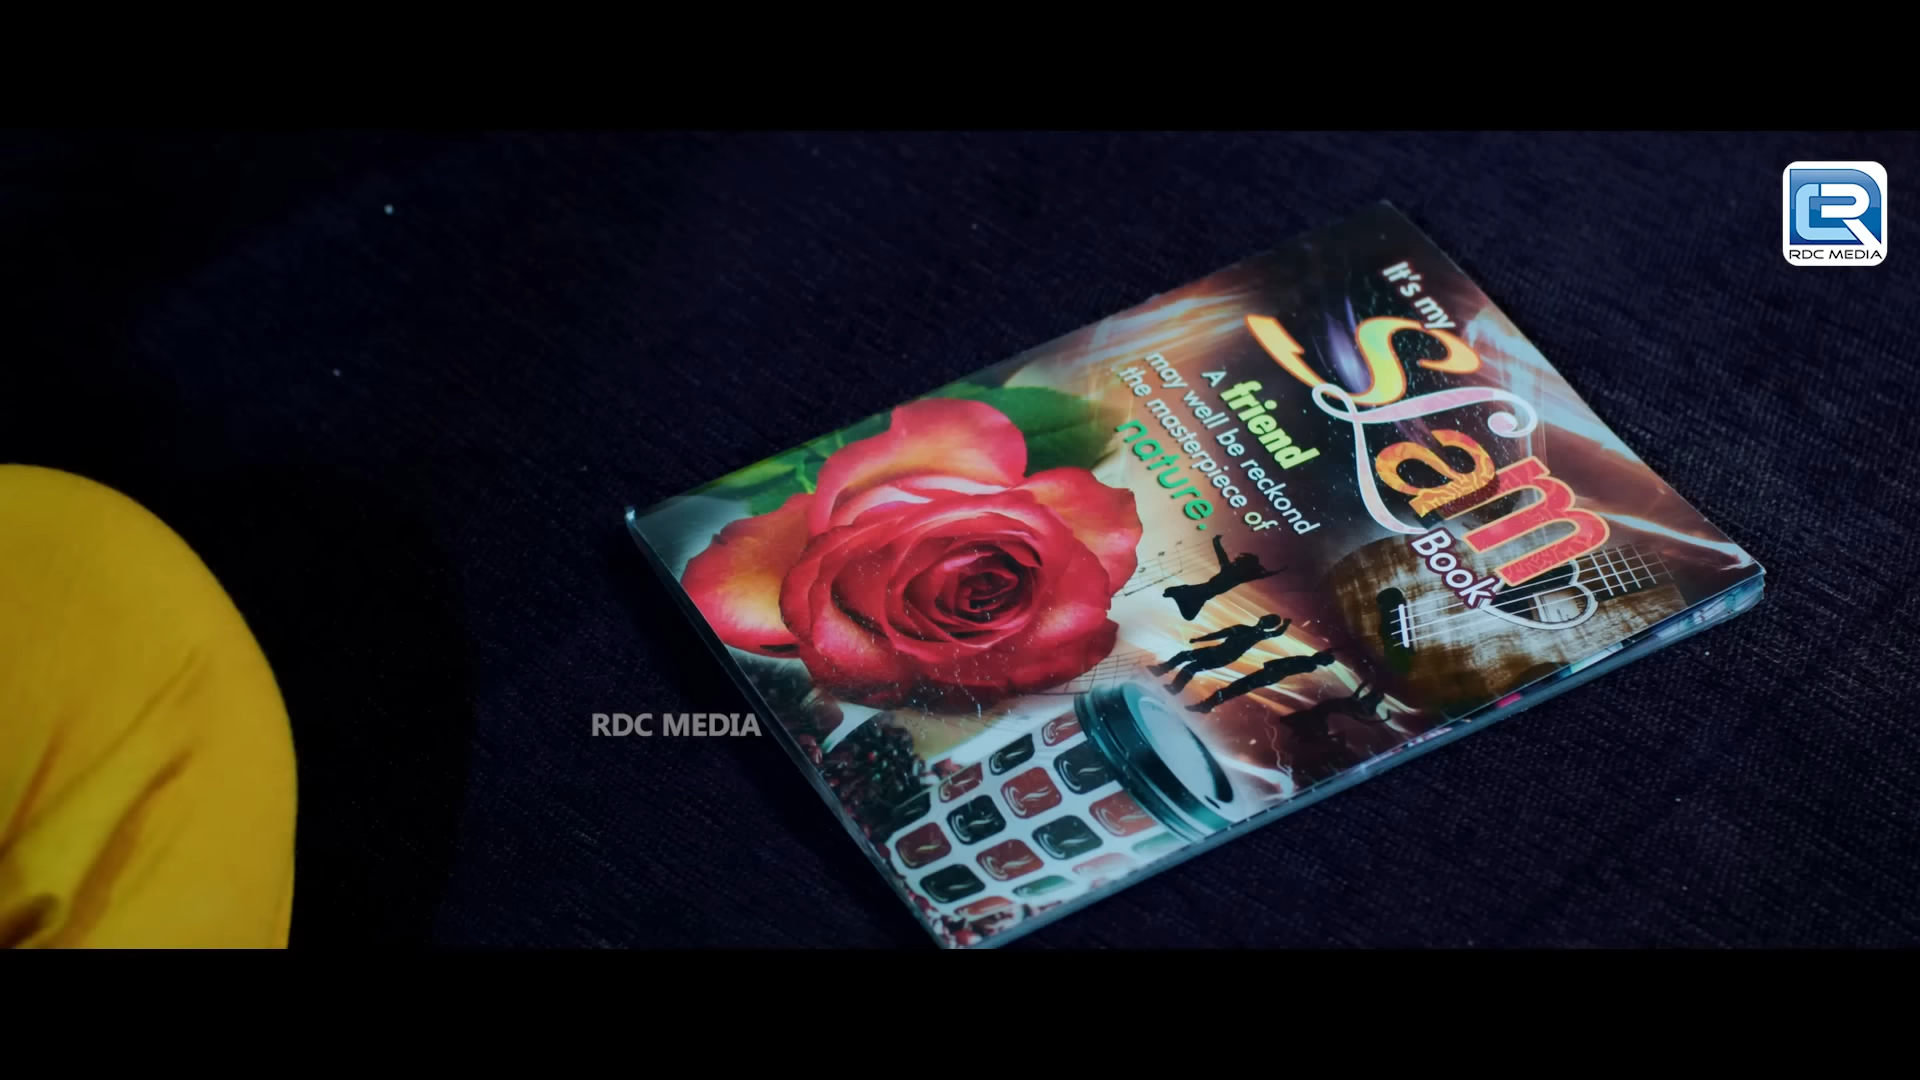 RDC MEDIA
It's my
Slam
Book
A friend
may well be reckond
the masterpiece of
nature.
RDC MEDIA